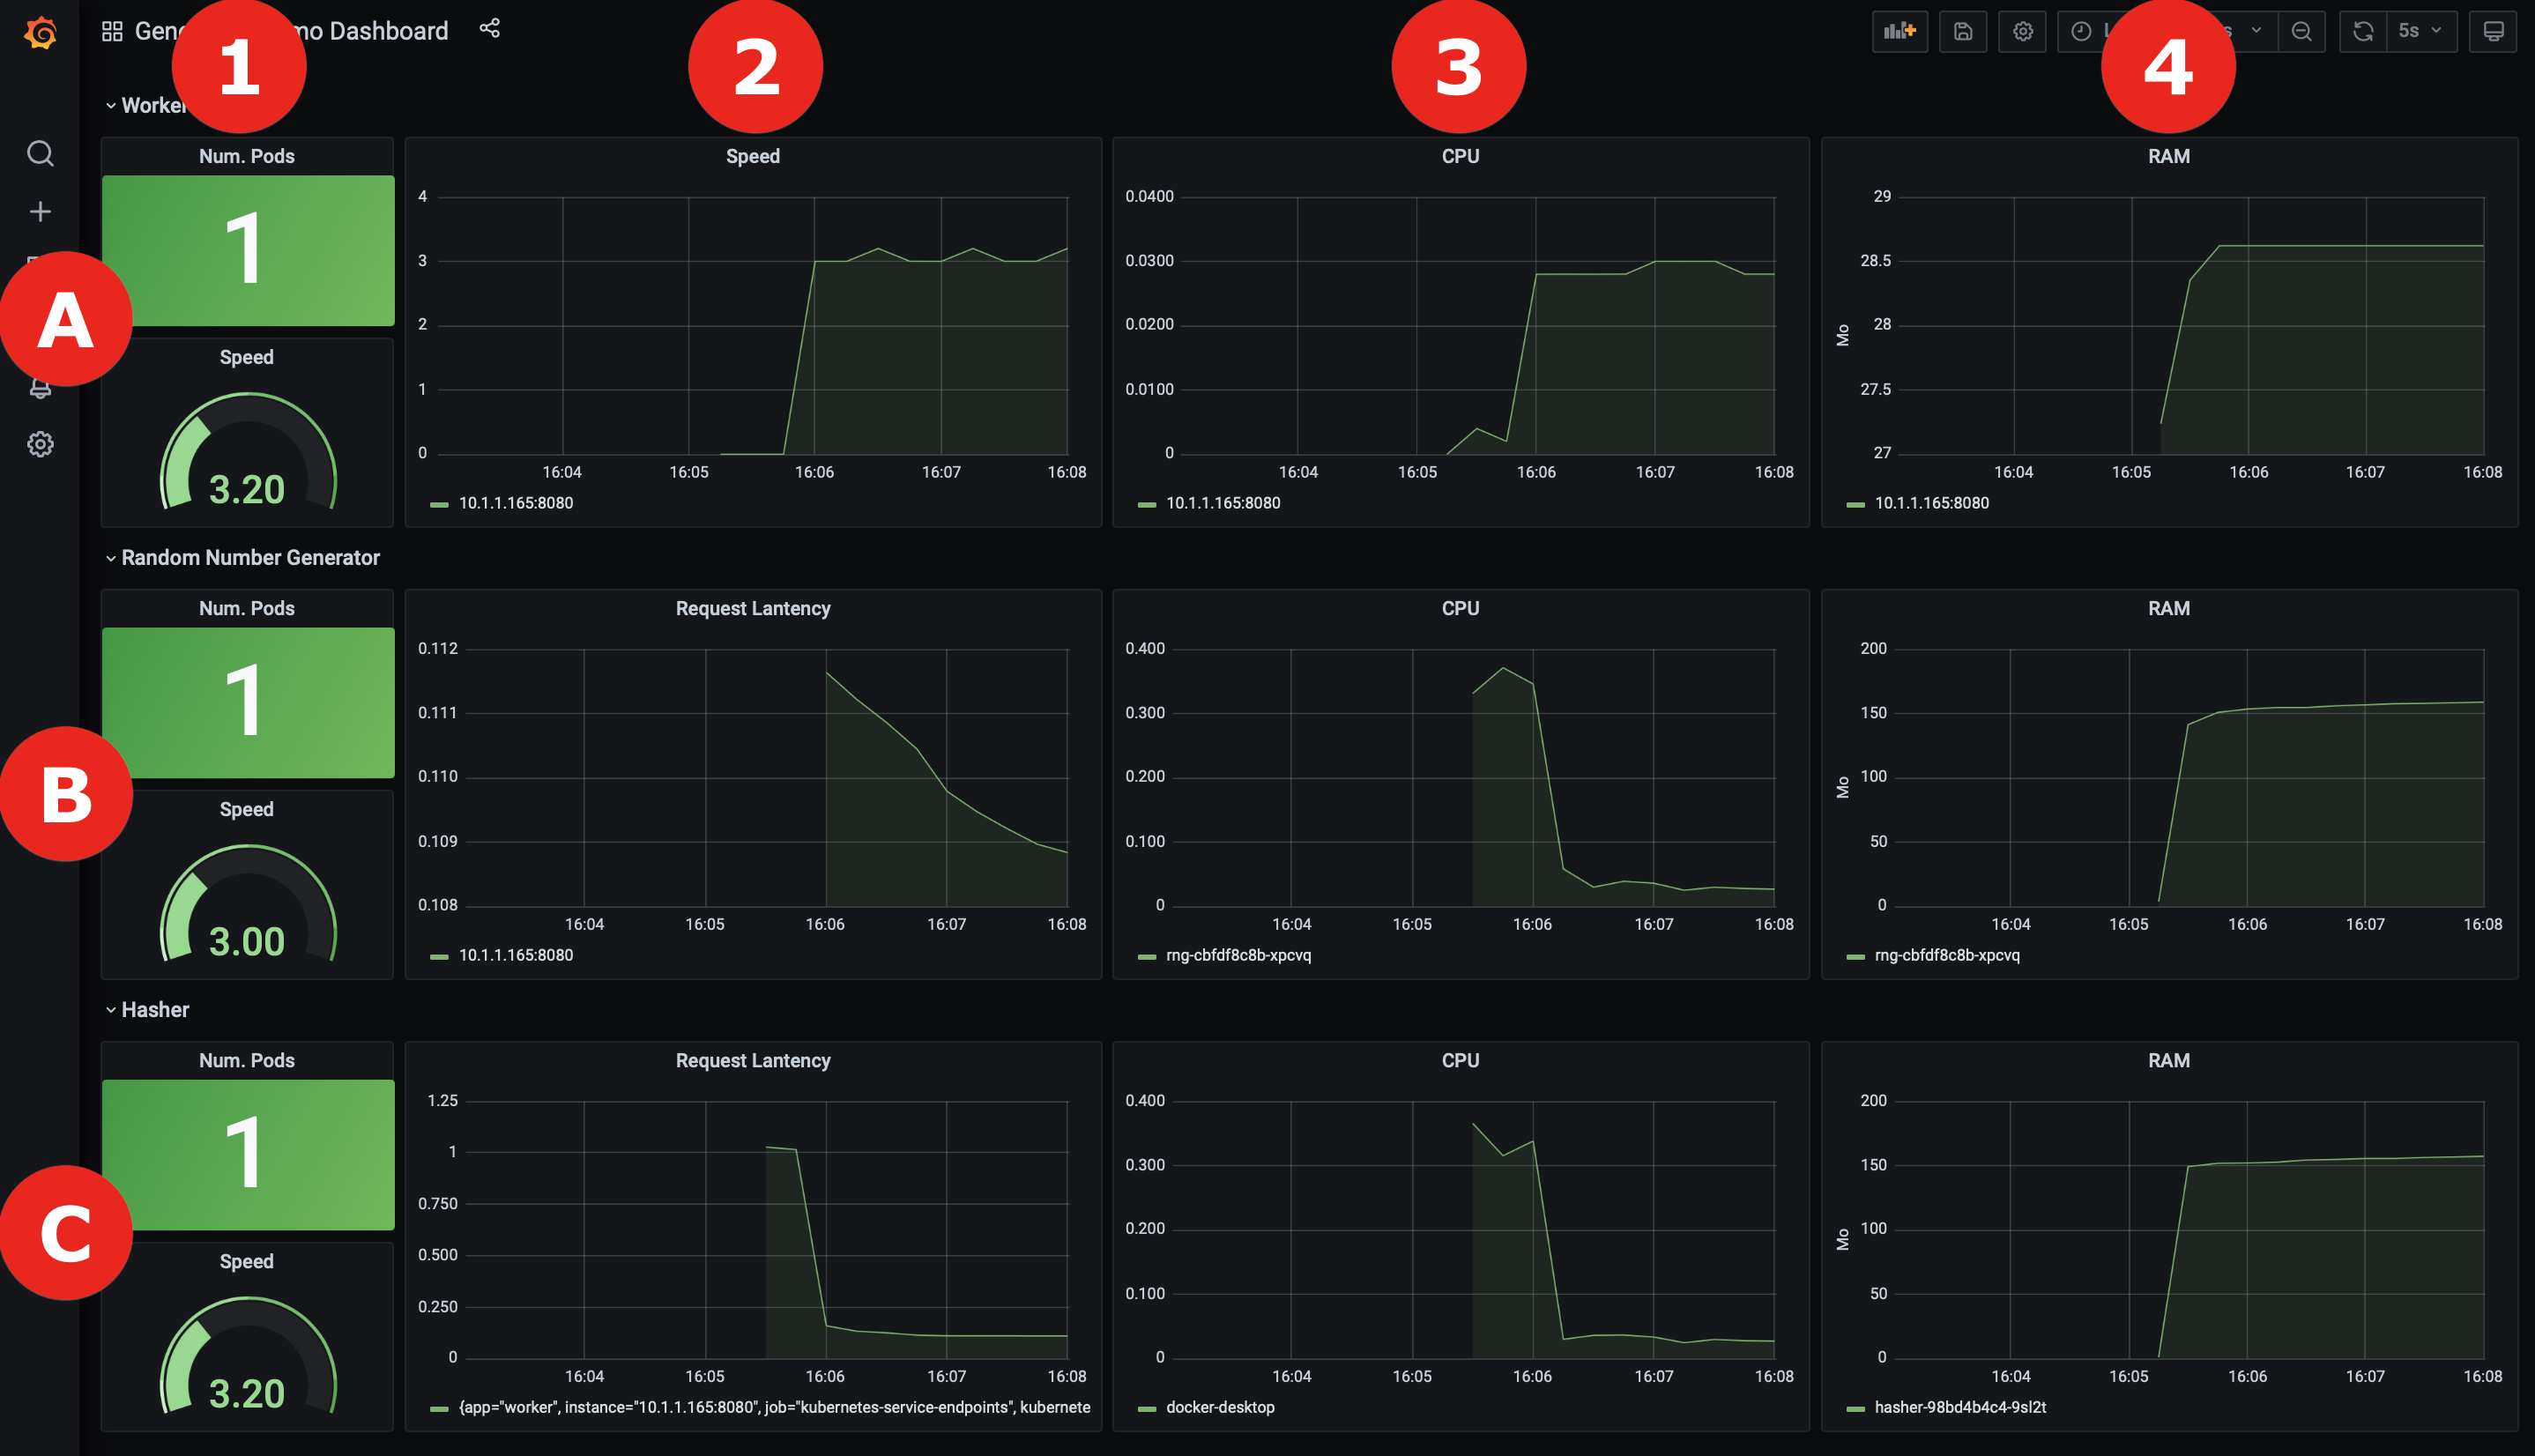 1
2
3
4
Gene mo Dashboard
5s
Worker
Num. Pods
1
Speed
3.20
Speed
4
3
2
1
0
16:04 16:05 16:06 16:07 16:08
10.1.1.165:8080
CPU
0.0400
0.0300
0.0200
0.0100
0
16:04 16:05 16:06 16:07 16:08
10.1.1.165:8080
RAM
29
28.5
28
27.5
27
Mo
16:04 16:05 16:06 16:07 16:08
10.1.1.165:8080
A
Random Number Generator
Num. Pods
1
Speed
3.00
Request Lantency
0.112
0.111
0.110
0.109
0.108
16:04 16:05 16:06 16:07 16:08
10.1.1.165:8080
CPU
0.400
0.300
0.200
0.100
0
16:04 16:05 16:06 16:07 16:08
rng-cbfdf8c8b-xpcvq
RAM
200
150
100
50
0
Mo
16:04 16:05 16:06 16:07 16:08
rng-cbfdf8c8b-xpcvq
B
Hasher
Num. Pods
1
Speed
3.20
Request Lantency
1.25
1
0.750
0.500
0.250
0
16:04 16:05 16:06 16:07 16:08
{app="worker", instance="10.1.1.165:8080", job="kubernetes-service-endpoints", kubernete
CPU
0.400
0.300
0.200
0.100
0
16:04 16:05 16:06 16:07 16:08
docker-desktop
RAM
200
150
100
50
0
Mo
16:04 16:05 16:06 16:07 16:08
hasher-98bd4b4c4-9sl2t
C